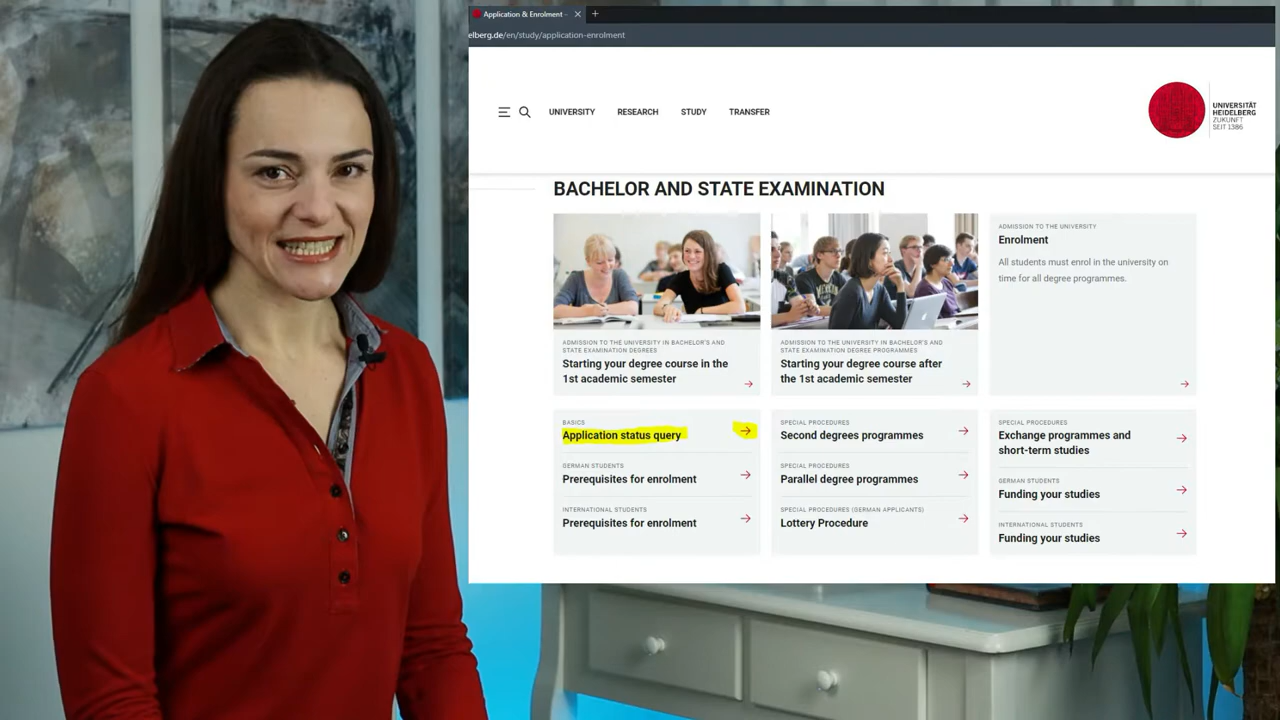 Application & Enrolment -
elberg.de/en/study/application-enrolment
UNIVERSITY
RESEARCH
STUDY
TRANSFER
UNIVERSITÄT
HEIDELBERG
ZUKUNFT
SEIT 1386
BACHELOR AND STATE EXAMINATION
ADMISSION TO THE UNIVERSITY IN BACHELOR'S AND
STATE EXAMINATION DEGREES
Starting your degree course in the
1st academic semester
ADMISSION TO THE UNIVERSITY IN BACHELOR'S AND
STATE EXAMINATION DEGREE PROGRAMMES
Starting your degree course after
the 1st academic semester
ADMISSION TO THE UNIVERSITY
Enrolment
All students must enrol in the university on
time for all degree programmes.
BASICS
Application status query
GERMAN STUDENTS
Prerequisites for enrolment
INTERNATIONAL STUDENTS
Prerequisites for enrolment
SPECIAL PROCEDURES
Second degrees programmes
SPECIAL PROCEDURES
Parallel degree programmes
SPECIAL PROCEDURES (GERMAN APPLICANTS)
Lottery Procedure
SPECIAL PROCEDURES
Exchange programmes and
short-term studies
GERMAN STUDENTS
Funding your studies
INTERNATIONAL STUDENTS
Funding your studies